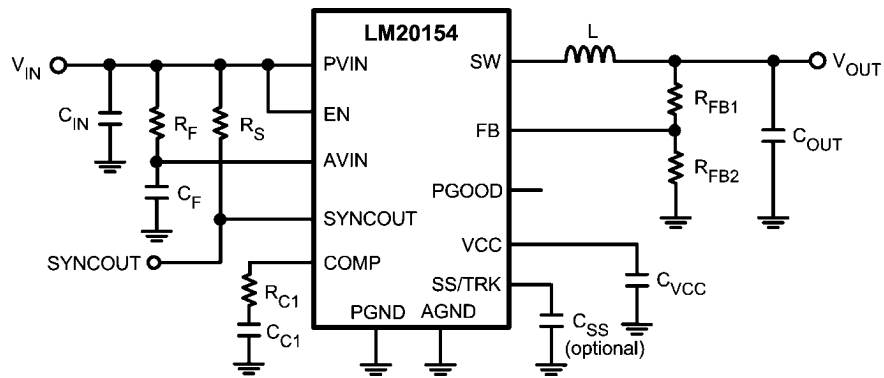 LM20154
L
V_IN
PVIN
SW
V_OUT
C_IN
R_F
R_S
EN
R_FB1
FB
C_OUT
AVIN
R_FB2
C_F
PGOOD
SYNCOUT
VCC
SYNCOUT
COMP
SS/TRK
C_VCC
R_C1
PGND
AGND
C_SS
C_C1
(optional)